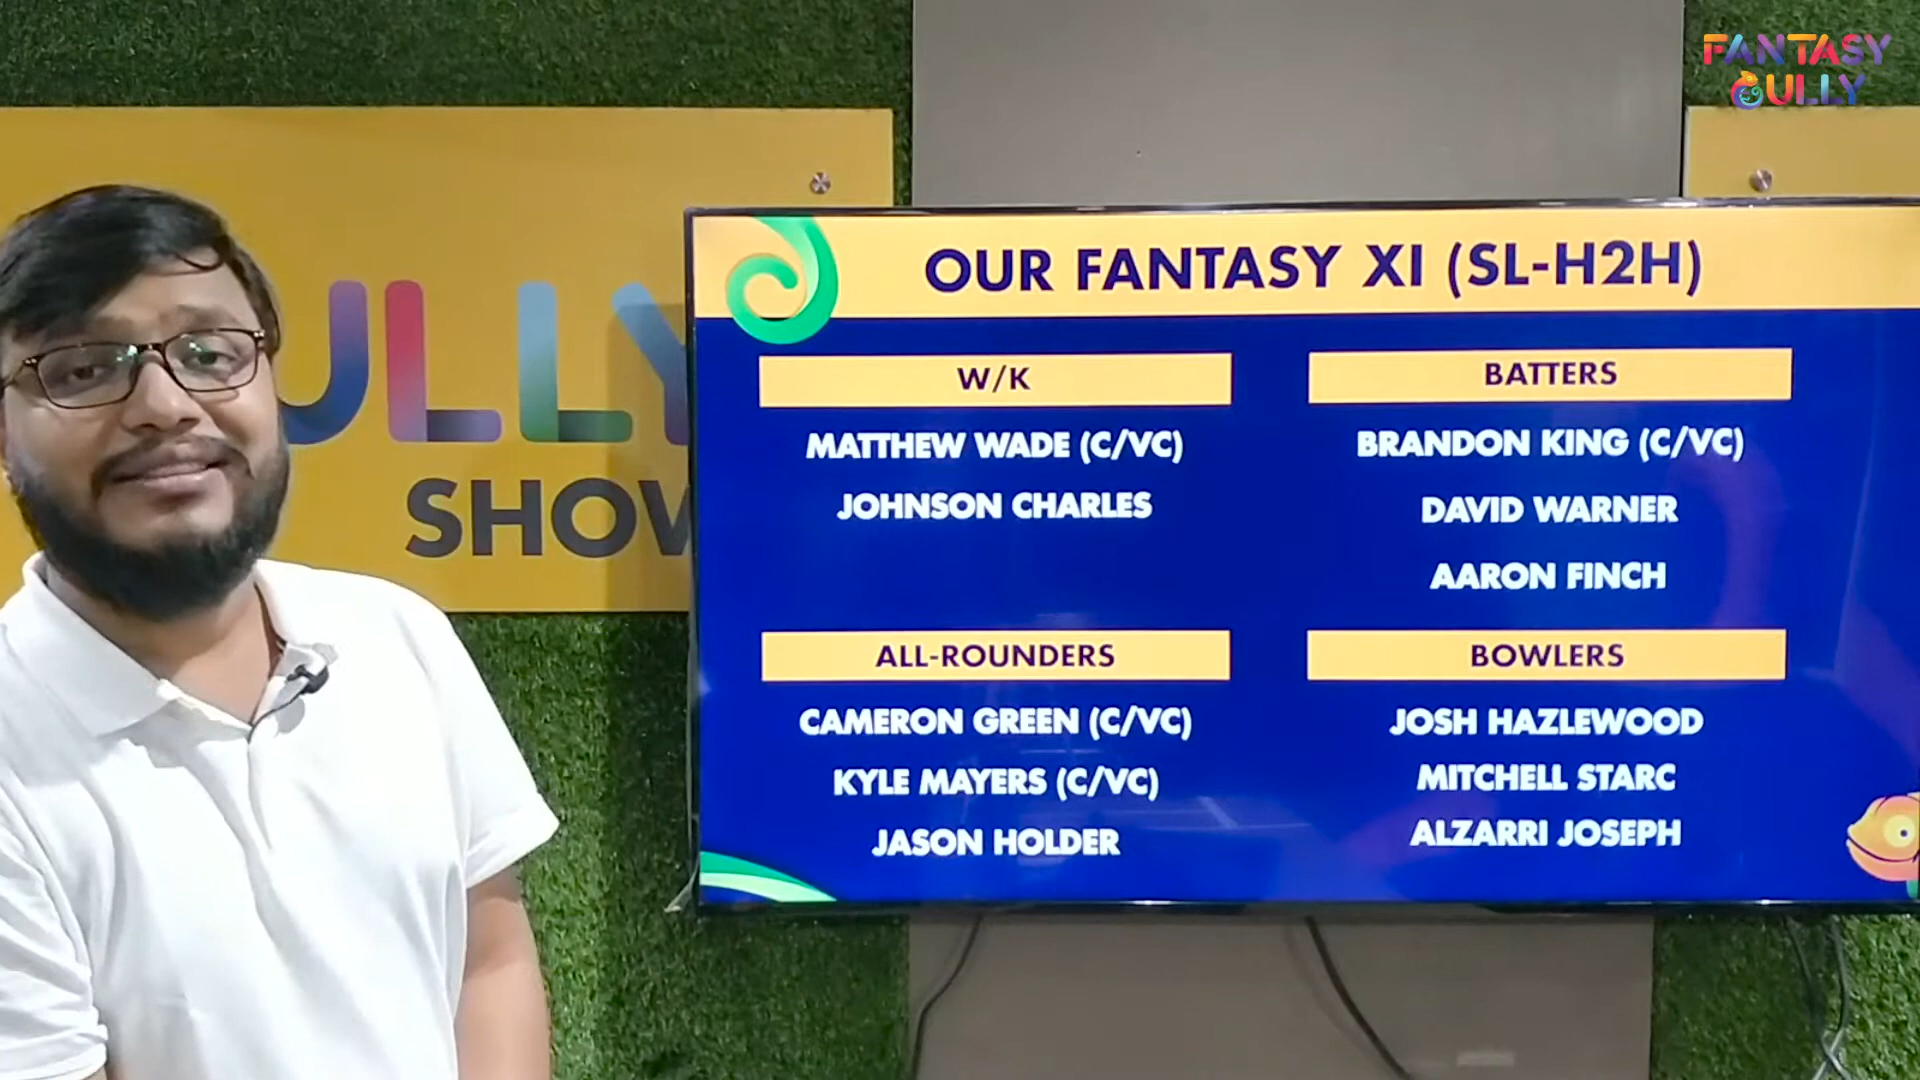 FANTASY
GULLY
ULLY
SHOW
OUR FANTASY XI (SL-H2H)
W/K
MATTHEW WADE (C/VC)
JOHNSON CHARLES
BATTERS
BRANDON KING (C/VC)
DAVID WARNER
AARON FINCH
ALL-ROUNDERS
CAMERON GREEN (C/VC)
KYLE MAYERS (C/VC)
JASON HOLDER
BOWLERS
JOSH HAZLEWOOD
MITCHELL STARC
ALZARRI JOSEPH